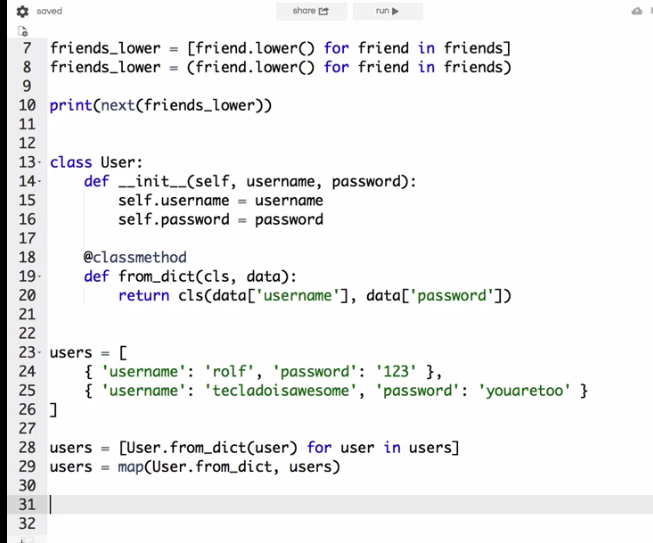 saved
share
run
7 friends_lower = [friend.lower() for friend in friends]
8 friends_lower = (friend.lower() for friend in friends)
9
10 print(next(friends_lower))
11
12
13 class User:
14     def __init__(self, username, password):
15         self.username = username
16         self.password = password
17
18     @classmethod
19     def from_dict(cls, data):
20         return cls(data['username'], data['password'])
21
22
23 users = [
24     { 'username': 'rolf', 'password': '123' },
25     { 'username': 'tecladoisawesome', 'password': 'youaretoo' }
26 ]
27
28 users = [User.from_dict(user) for user in users]
29 users = map(User.from_dict, users)
30
31
32